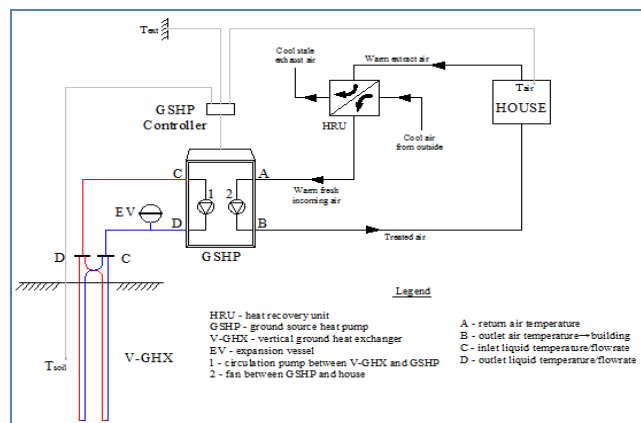 Text
Cool stale
exhaust air
Warm extract air
Tair
HOUSE
GSHP
Controller
HRU
Cool air
from outside
C
1
2
A
Warm fresh
incoming air
EV
D
B
GSHP
Treated air
D
C
Legend
HRU - heat recovery unit
GSHP - ground source heat pump
V-GHX - vertical ground heat exchanger
EV - expansion vessel
1 - circulation pump between V-GHX and GSHP
2 - fan between GSHP and house
A - return air temperature
B - outlet air temperature→building
C - inlet liquid temperature/flowrate
D - outlet liquid temperature/flowrate
V-GHX
Tsoil